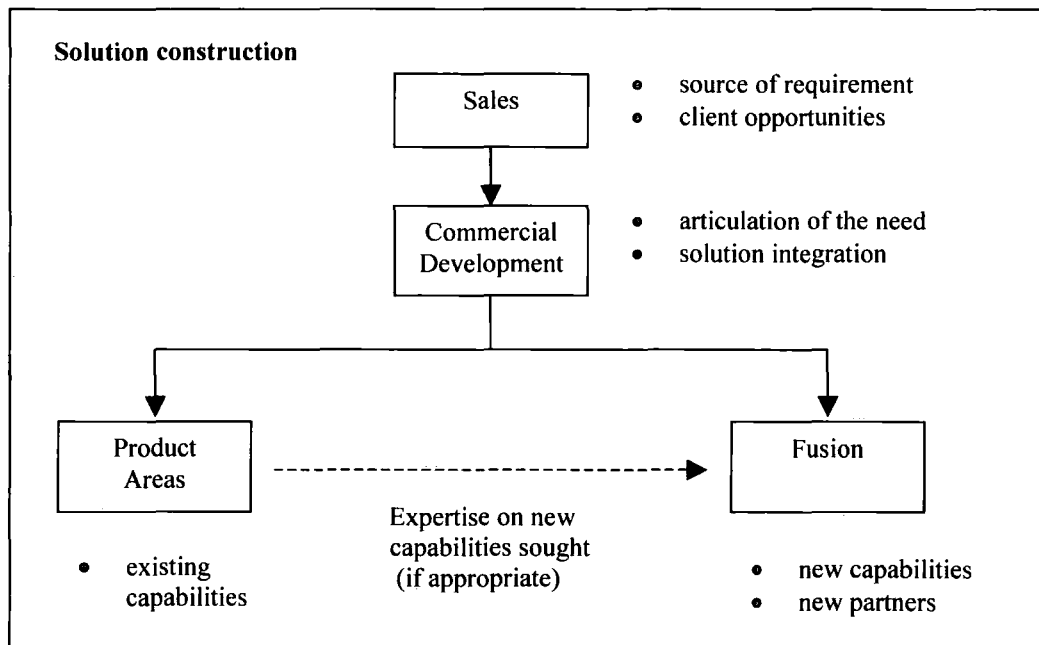 Solution construction
Sales
• source of requirement
• client opportunities
Commercial
Development
• articulation of the need
• solution integration
Product
Areas
Fusion
Expertise on new
capabilities sought
(if appropriate)
• existing
capabilities
• new capabilities
• new partners